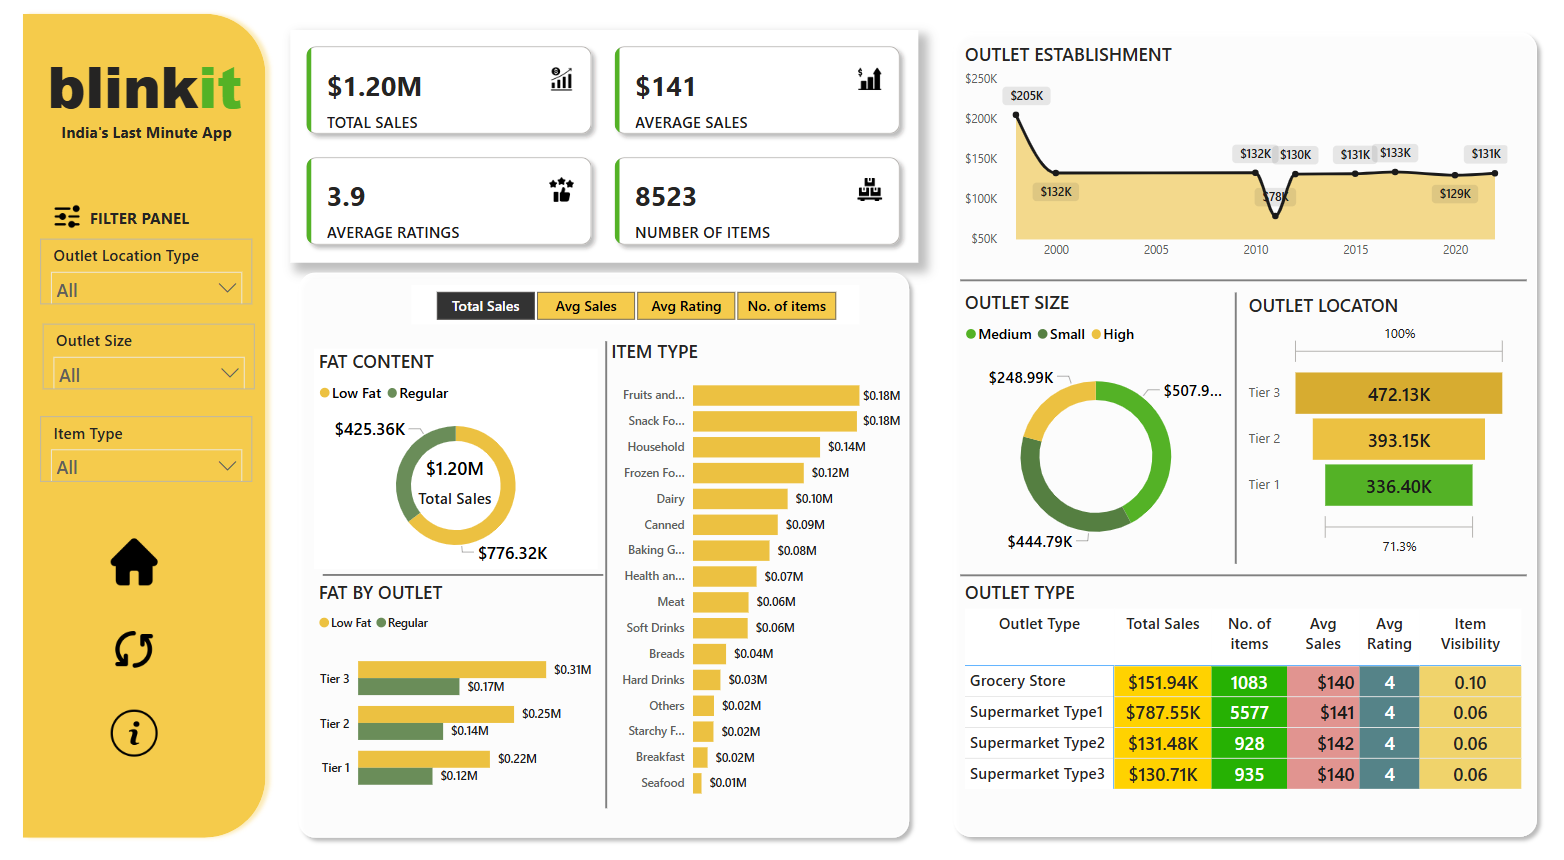 blinkit
India's Last Minute App
FILTER PANEL
Outlet Location Type
All
Outlet Size
All
Item Type
All
$1.20M
TOTAL SALES
$141
AVERAGE SALES
3.9
AVERAGE RATINGS
8523
NUMBER OF ITEMS
Total Sales
Avg Sales
Avg Rating
No. of items
FAT CONTENT
Low Fat Regular
$425.36K
$1.20M
Total Sales
$776.32K
FAT BY OUTLET
Low Fat Regular
Tier 3 $0.31M
$0.17M
Tier 2 $0.25M
$0.14M
Tier 1 $0.22M
$0.12M
ITEM TYPE
Fruits and... $0.18M
Snack Fo... $0.18M
Household $0.14M
Frozen Fo... $0.12M
Dairy $0.10M
Canned $0.09M
Baking G... $0.08M
Health an... $0.07M
Meat $0.06M
Soft Drinks $0.06M
Breads $0.04M
Hard Drinks $0.03M
Others $0.02M
Starchy F... $0.02M
Breakfast $0.02M
Seafood $0.01M
OUTLET ESTABLISHMENT
$250K
$200K
$150K
$100K
$50K
$205K
$132K
$132K
$78K
$130K
$131K
$133K
$129K
$131K
2000 2005 2010 2015 2020
OUTLET SIZE
Medium Small High
$248.99K
$507.9...
$444.79K
OUTLET LOCATON
100%
Tier 3 472.13K
Tier 2 393.15K
Tier 1 336.40K
71.3%
OUTLET TYPE
Outlet Type Total Sales No. of items Avg Sales Avg Rating Item Visibility
Grocery Store $151.94K 1083 $140 4 0.10
Supermarket Type1 $787.55K 5577 $141 4 0.06
Supermarket Type2 $131.48K 928 $142 4 0.06
Supermarket Type3 $130.71K 935 $140 4 0.06